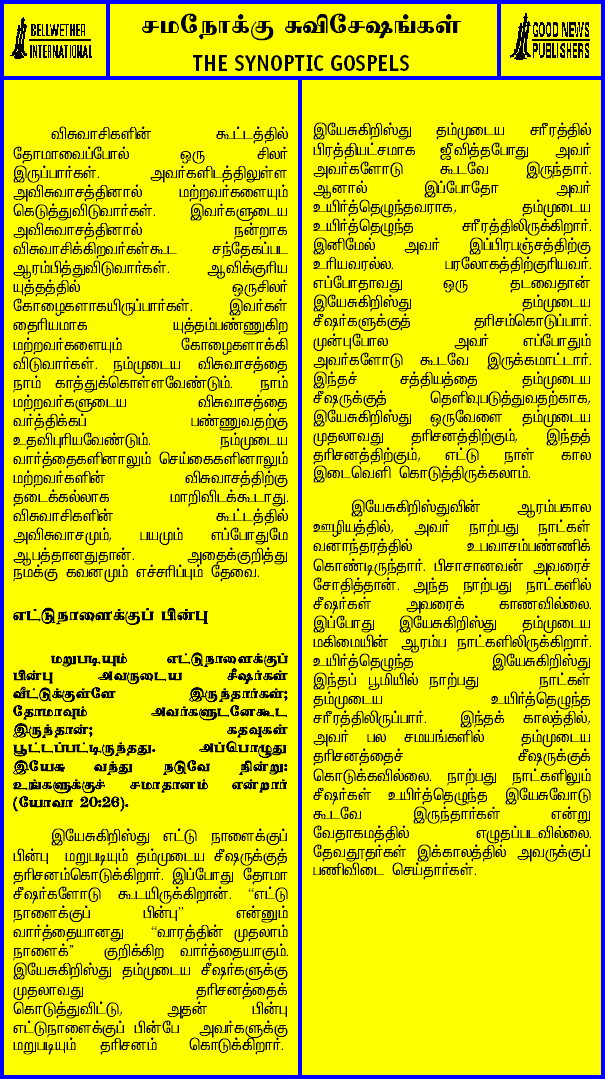 BELLWETHER
INTERNATIONAL
சமநோக்கு சுவிசேஷங்கள்
THE SYNOPTIC GOSPELS
GOOD NEWS
PUBLISHERS
விசுவாசிகளின் கூட்டத்தில்
தோமாவைப்போல் ஒரு சிலர்
இருப்பார்கள். அவர்களிடத்திலுள்ள
அவிசுவாசத்தினால் மற்றவர்களையும்
கெடுத்துவிடுவார்கள். இவர்களுடைய
அவிசுவாசத்தினால் நன்றாக
விசுவாசிக்கிறவர்கள்கூட சந்தேகப்பட
ஆரம்பித்துவிடுவார்கள். ஆவிக்குரிய
யுத்தத்தில் ஒருசிலர்
கோழைகளாகயிருப்பார்கள். இவர்கள்
தைரியமாக யுத்தம்பண்ணுகிற
மற்றவர்களையும் கோழைகளாக்கி
விடுவார்கள். நம்முடைய விசுவாசத்தை
நாம் காத்துக்கொள்ளவேண்டும். நாம்
மற்றவர்களுடைய விசுவாசத்தை
வர்த்திக்கப் பண்ணுவதற்கு
உதவிபுரியவேண்டும். நம்முடைய
வார்த்தைகளினாலும் செய்கைகளினாலும்
மற்றவர்களின் விசுவாசத்திற்கு
தடைக்கல்லாக மாறிவிடக்கூடாது.
விசுவாசிகளின் கூட்டத்தில்
அவிசுவாசமும், பயமும் எப்போதுமே
ஆபத்தானதுதான். அதைக்குறித்து
நமக்கு கவனமும் எச்சரிப்பும் தேவை.
எட்டுநாளைக்குப் பின்பு
மறுபடியும் எட்டுநாளைக்குப்
பின்பு அவருடைய சீஷர்கள்
வீட்டுக்குள்ளே இருந்தார்கள்;
தோமாவும் அவர்களுடனேகூட
இருந்தான்; கதவுகள்
பூட்டப்பட்டிருந்தது. அப்பொழுது
இயேசு வந்து நடுவே நின்று:
உங்களுக்குச் சமாதானம் என்றார்
(யோவா 20:26).
இயேசுகிறிஸ்து எட்டு நாளைக்குப்
பின்பு மறுபடியும் தம்முடைய சீஷருக்குத்
தரிசனம்கொடுக்கிறார். இப்போது தோமா
சீஷர்களோடு கூடயிருக்கிறான். “எட்டு
நாளைக்குப் பின்பு” என்னும்
வார்த்தையானது “வாரத்தின் முதலாம்
நாளைக்” குறிக்கிற வார்த்தையாகும்.
இயேசுகிறிஸ்து தம்முடைய சீஷர்களுக்கு
முதலாவது தரிசனத்தைக்
கொடுத்துவிட்டு, அதன் பின்பு
எட்டுநாளைக்குப் பின்பே அவர்களுக்கு
மறுபடியும் தரிசனம் கொடுக்கிறார்.
இயேசுகிறிஸ்து தம்முடைய சரீரத்தில்
பிரத்தியட்சமாக ஜீவித்தபோது அவர்
அவர்களோடு கூடவே இருந்தார்.
ஆனால் இப்போதோ அவர்
உயிர்த்தெழுந்தவராக, தம்முடைய
உயிர்த்தெழுந்த சரீரத்திலிருக்கிறார்.
இனிமேல் அவர் இப்பிரபஞ்சத்திற்கு
உரியவரல்ல. பரலோகத்திற்குரியவர்.
எப்போதாவது ஒரு தடவைதான்
இயேசுகிறிஸ்து தம்முடைய
சீஷர்களுக்குத் தரிசம்கொடுப்பார்.
முன்புபோல அவர் எப்போதும்
அவர்களோடு கூடவே இருக்கமாட்டார்.
இந்தச் சத்தியத்தை தம்முடைய
சீஷருக்குத் தெளிவுபடுத்துவதற்காக,
இயேசுகிறிஸ்து ஒருவேளை தம்முடைய
முதலாவது தரிசனத்திற்கும், இந்தத்
தரிசனத்திற்கும், எட்டு நாள் கால
இடைவெளி கொடுத்திருக்கலாம்.
இயேசுகிறிஸ்துவின் ஆரம்பகால
ஊழியத்தில், அவர் நாற்பது நாட்கள்
வனாந்தரத்தில் உபவாசம்பண்ணிக்
கொண்டிருந்தார். பிசாசானவன் அவரைச்
சோதித்தான். அந்த நாற்பது நாட்களில்
சீஷர்கள் அவரைக் காணவில்லை.
இப்போது இயேசுகிறிஸ்து தம்முடைய
மகிமையின் ஆரம்ப நாட்களிலிருக்கிறார்.
உயிர்த்தெழுந்த இயேசுகிறிஸ்து
இந்தப் பூமியில் நாற்பது நாட்கள்
தம்முடைய உயிர்த்தெழுந்த
சரீரத்திலிருப்பார். இந்தக் காலத்தில்,
அவர் பல சமயங்களில் தம்முடைய
தரிசனத்தைச் சீஷருக்குக்
கொடுக்கவில்லை. நாற்பது நாட்களிலும்
சீஷர்கள் உயிர்த்தெழுந்த இயேசுவோடு
கூடவே இருந்தார்கள் என்று
வேதாகமத்தில் எழுதப்படவில்லை.
தேவதூதர்கள் இக்காலத்தில் அவருக்குப்
பணிவிடை செய்தார்கள்.